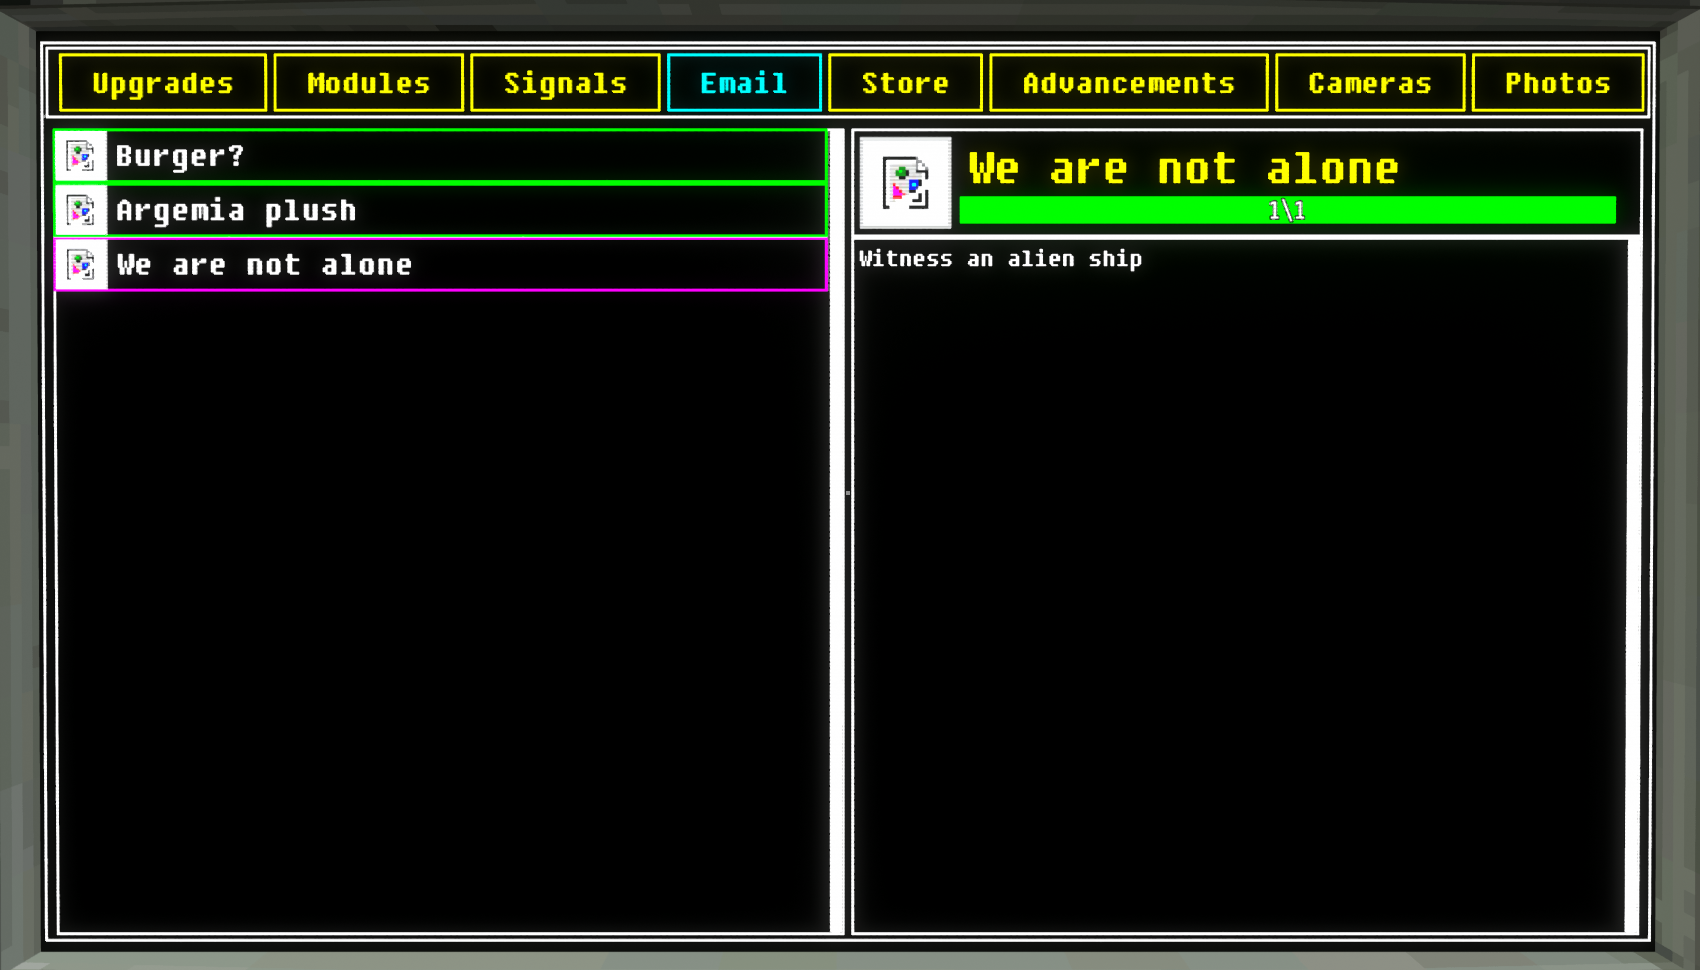 Upgrades Modules Signals Email Store Advancements Cameras Photos
Burger?
Argemia plush
We are not alone
We are not alone
1\1
Witness an alien ship